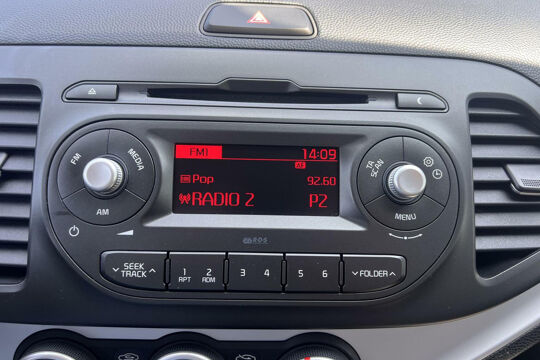 FM1 14:09
AF
Pop 92.60
RADIO 2 P2
FM MEDIA
AM
TA SCAN
MENU
RDS
SEEK TRACK
1 RPT
2 RDM
3 4
5 6
FOLDER